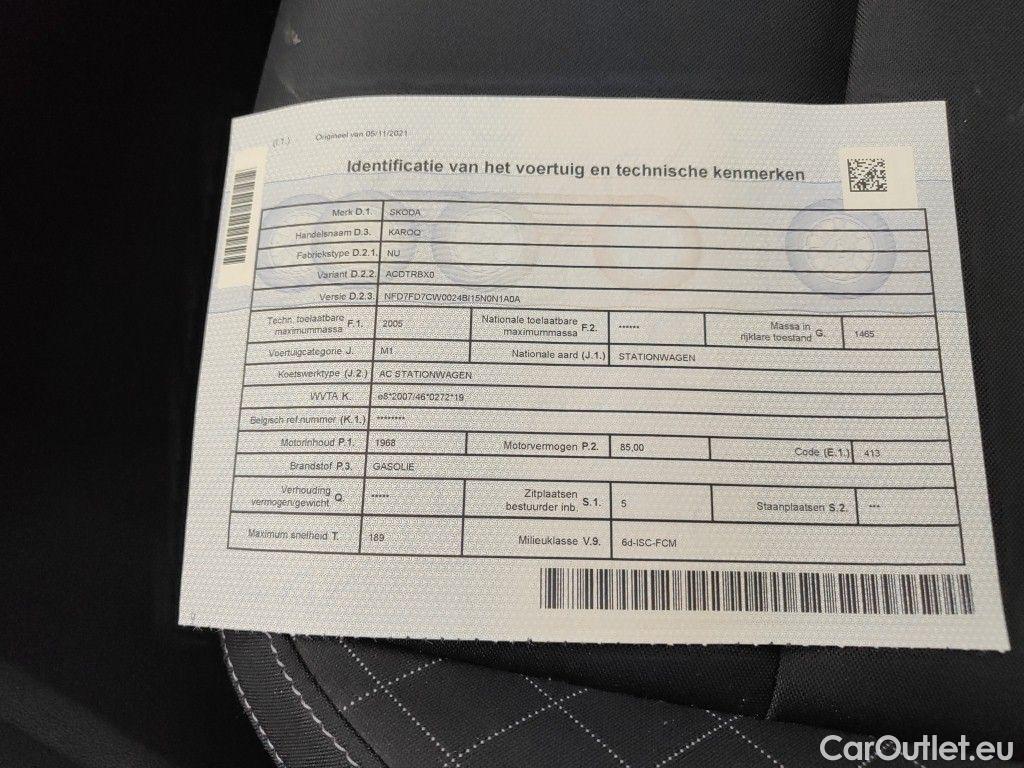 (I.1.) Origineel van 05/11/2021
Identificatie van het voertuig en technische kenmerken
Merk D.1. SKODA
Handelsnaam D.3. KAROQ
Fabriekstype D.2.1. NU
Variant D.2.2. ACDTRBX0
Versie D.2.3. NFD7FD7CW0024BI15N0N1A0A
Techn. toelaatbare maximummassa F.1. 2005 Nationale toelaatbare maximummassa F.2. ****** Massa in rijklare toestand G. 1465
Voertuigcategorie J. M1 Nationale aard (J.1.) STATIONWAGEN
Koetswerktype (J.2.) AC STATIONWAGEN
WVTA K. e8*2007/46*0272*19
Belgisch ref.nummer (K.1.) ********
Motorinhoud P.1. 1968 Motorvermogen P.2. 85,00 Code (E.1.) 413
Brandstof P.3. GASOLIE
Verhouding vermogen/gewicht Q. ***** Zitplaatsen bestuurder inb. S.1. 5 Staanplaatsen S.2. ***
Maximum snelheid T. 189 Milieuklasse V.9. 6d-ISC-FCM
CarOutlet.eu